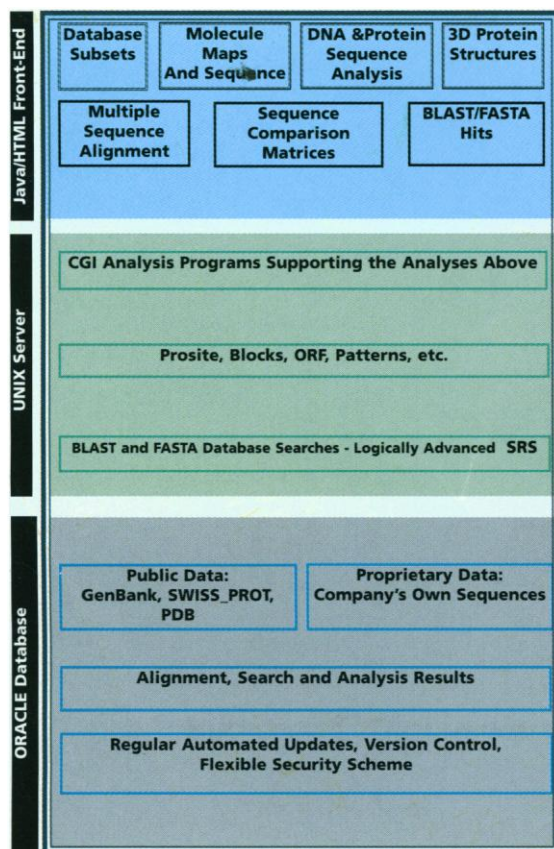 Java/HTML Front-End
Database
Subsets
Molecule
Maps
And Sequence
DNA &Protein
Sequence
Analysis
3D Protein
Structures
Multiple
Sequence
Alignment
Sequence
Comparison
Matrices
BLAST/FASTA
Hits
UNIX Server
CGI Analysis Programs Supporting the Analyses Above
Prosite, Blocks, ORF, Patterns, etc.
BLAST and FASTA Database Searches - Logically Advanced SRS
ORACLE Database
Public Data:
GenBank, SWISS_PROT,
PDB
Proprietary Data:
Company's Own Sequences
Alignment, Search and Analysis Results
Regular Automated Updates, Version Control,
Flexible Security Scheme